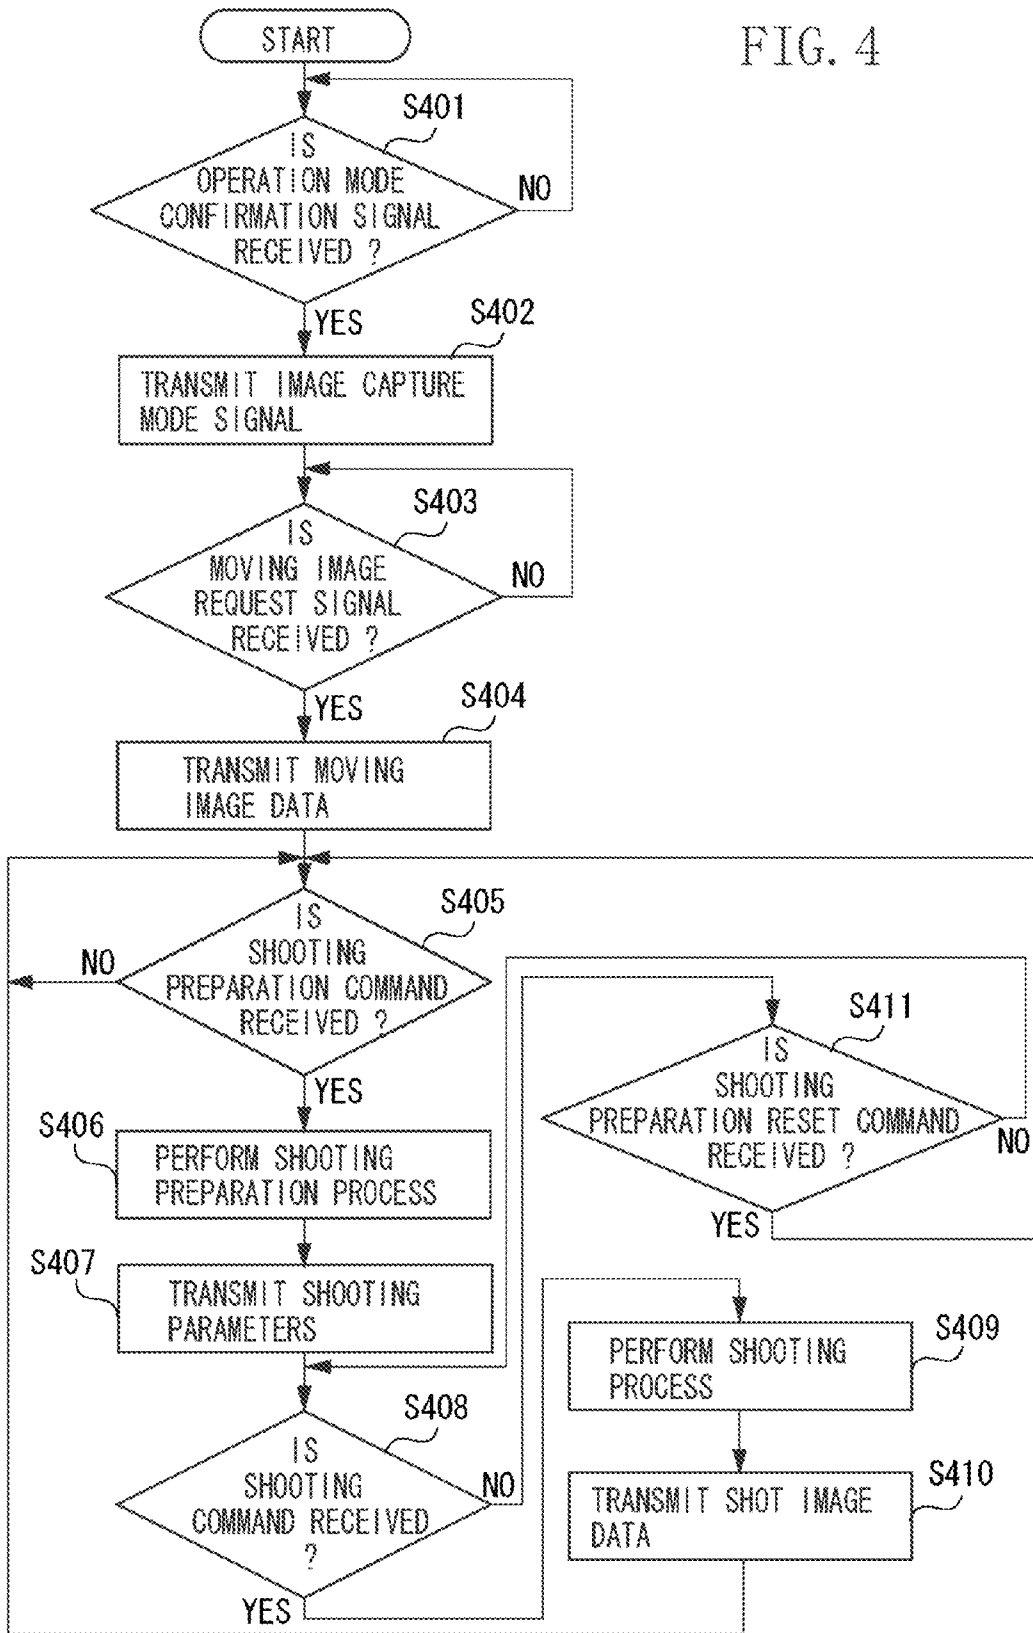 START
FIG. 4
S401
IS
OPERATION MODE
CONFIRMATION SIGNAL
RECEIVED ?
NO
YES
S402
TRANSMIT IMAGE CAPTURE
MODE SIGNAL
S403
IS
MOVING IMAGE
REQUEST SIGNAL
RECEIVED ?
NO
YES
S404
TRANSMIT MOVING
IMAGE DATA
S405
IS
SHOOTING
PREPARATION COMMAND
RECEIVED ?
NO
YES
S406
PERFORM SHOOTING
PREPARATION PROCESS
S407
TRANSMIT SHOOTING
PARAMETERS
S408
IS
SHOOTING
COMMAND RECEIVED
?
NO
YES
S411
IS
SHOOTING
PREPARATION RESET COMMAND
RECEIVED ?
NO
YES
S409
PERFORM SHOOTING
PROCESS
S410
TRANSMIT SHOT IMAGE
DATA